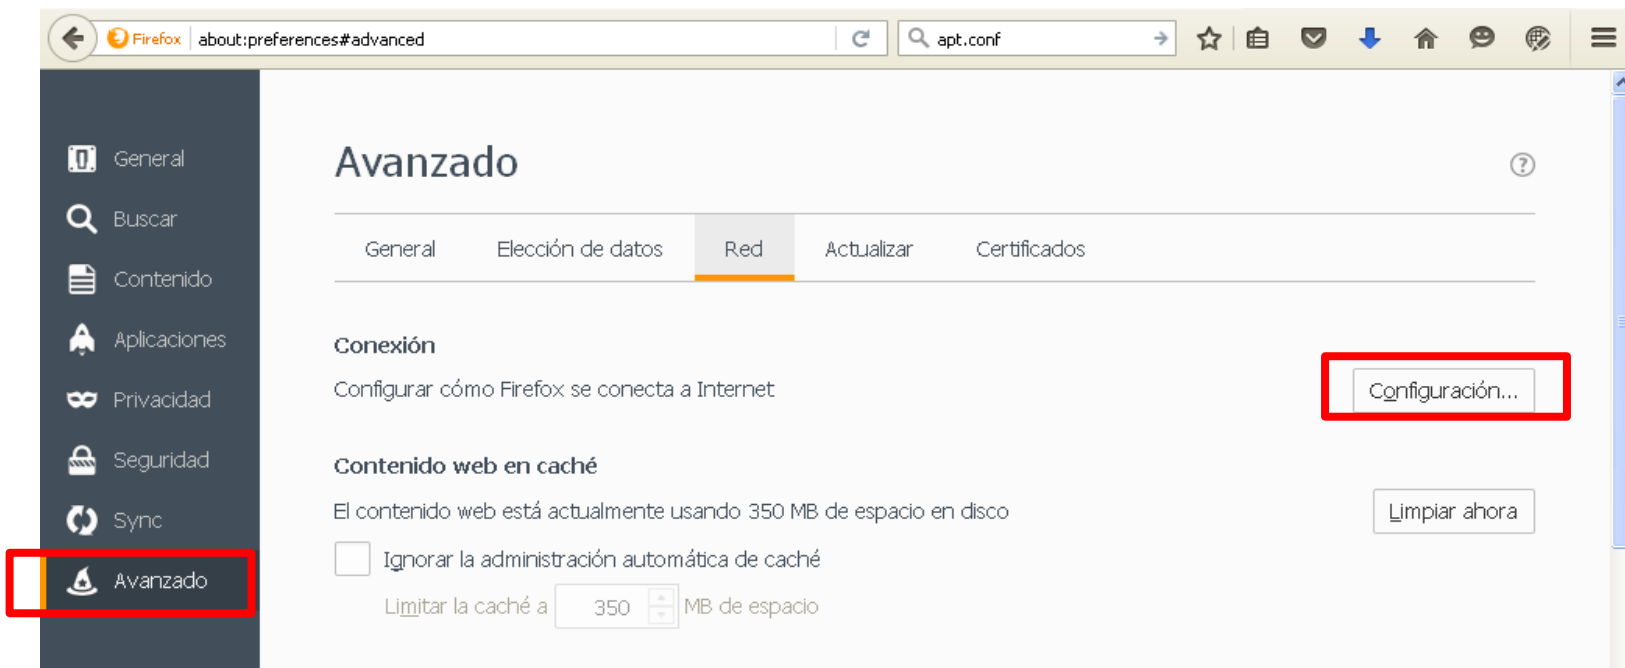 Firefox about:preferences#advanced apt.conf
General
Buscar
Contenido
Aplicaciones
Privacidad
Seguridad
Sync
Avanzado
Avanzado
General Elección de datos Red Actualizar Certificados
Conexión
Configurar cómo Firefox se conecta a Internet Configuración...
Contenido web en caché
El contenido web está actualmente usando 350 MB de espacio en disco Limpiar ahora
Ignorar la administración automática de caché
Limitar la caché a 350 MB de espacio